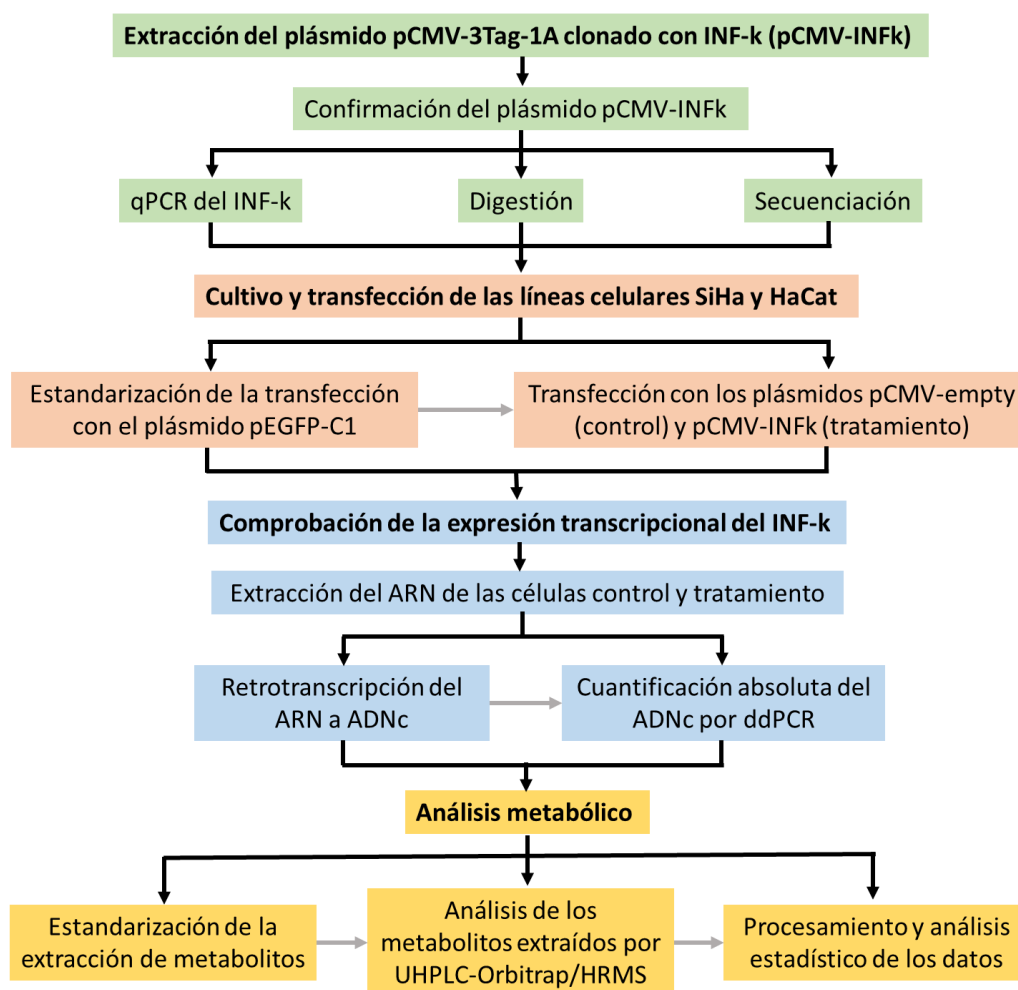 Extracción del plásmido pCMV-3Tag-1A clonado con INF-k (pCMV-INFk)
Confirmación del plásmido pCMV-INFk
qPCR del INF-k
Digestión
Secuenciación
Cultivo y transfección de las líneas celulares SiHa y HaCat
Estandarización de la transfección
con el plásmido pEGFP-C1
Transfección con los plásmidos pCMV-empty
(control) y pCMV-INFk (tratamiento)
Comprobación de la expresión transcripcional del INF-k
Extracción del ARN de las células control y tratamiento
Retrotranscripción del
ARN a ADNc
Cuantificación absoluta del
ADNc por ddPCR
Análisis metabólico
Estandarización de la
extracción de metabolitos
Análisis de los
metabolitos extraídos por
UHPLC-Orbitrap/HRMS
Procesamiento y análisis
estadístico de los datos